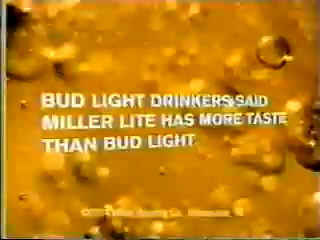 BUD LIGHT DRINKERS SAID
MILLER LITE HAS MORE TASTE
THAN BUD LIGHT.